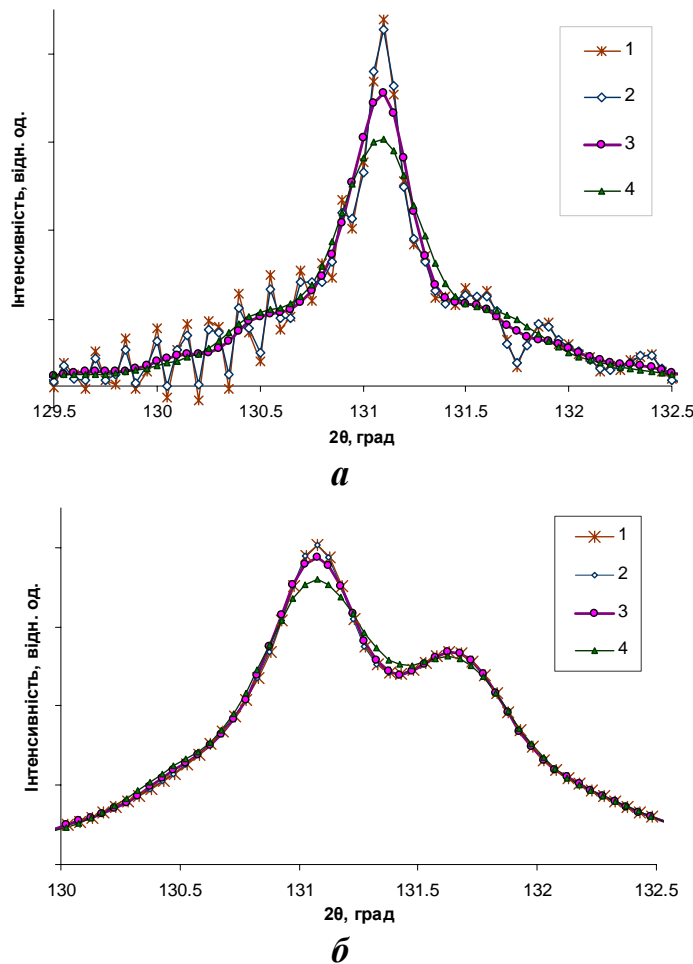 Інтенсивність, відн. од.
1
2
3
4
129.5 130 130.5 131 131.5 132 132.5
2θ, град
а
Інтенсивність, відн. од.
1
2
3
4
130 130.5 131 131.5 132 132.5
2θ, град
б